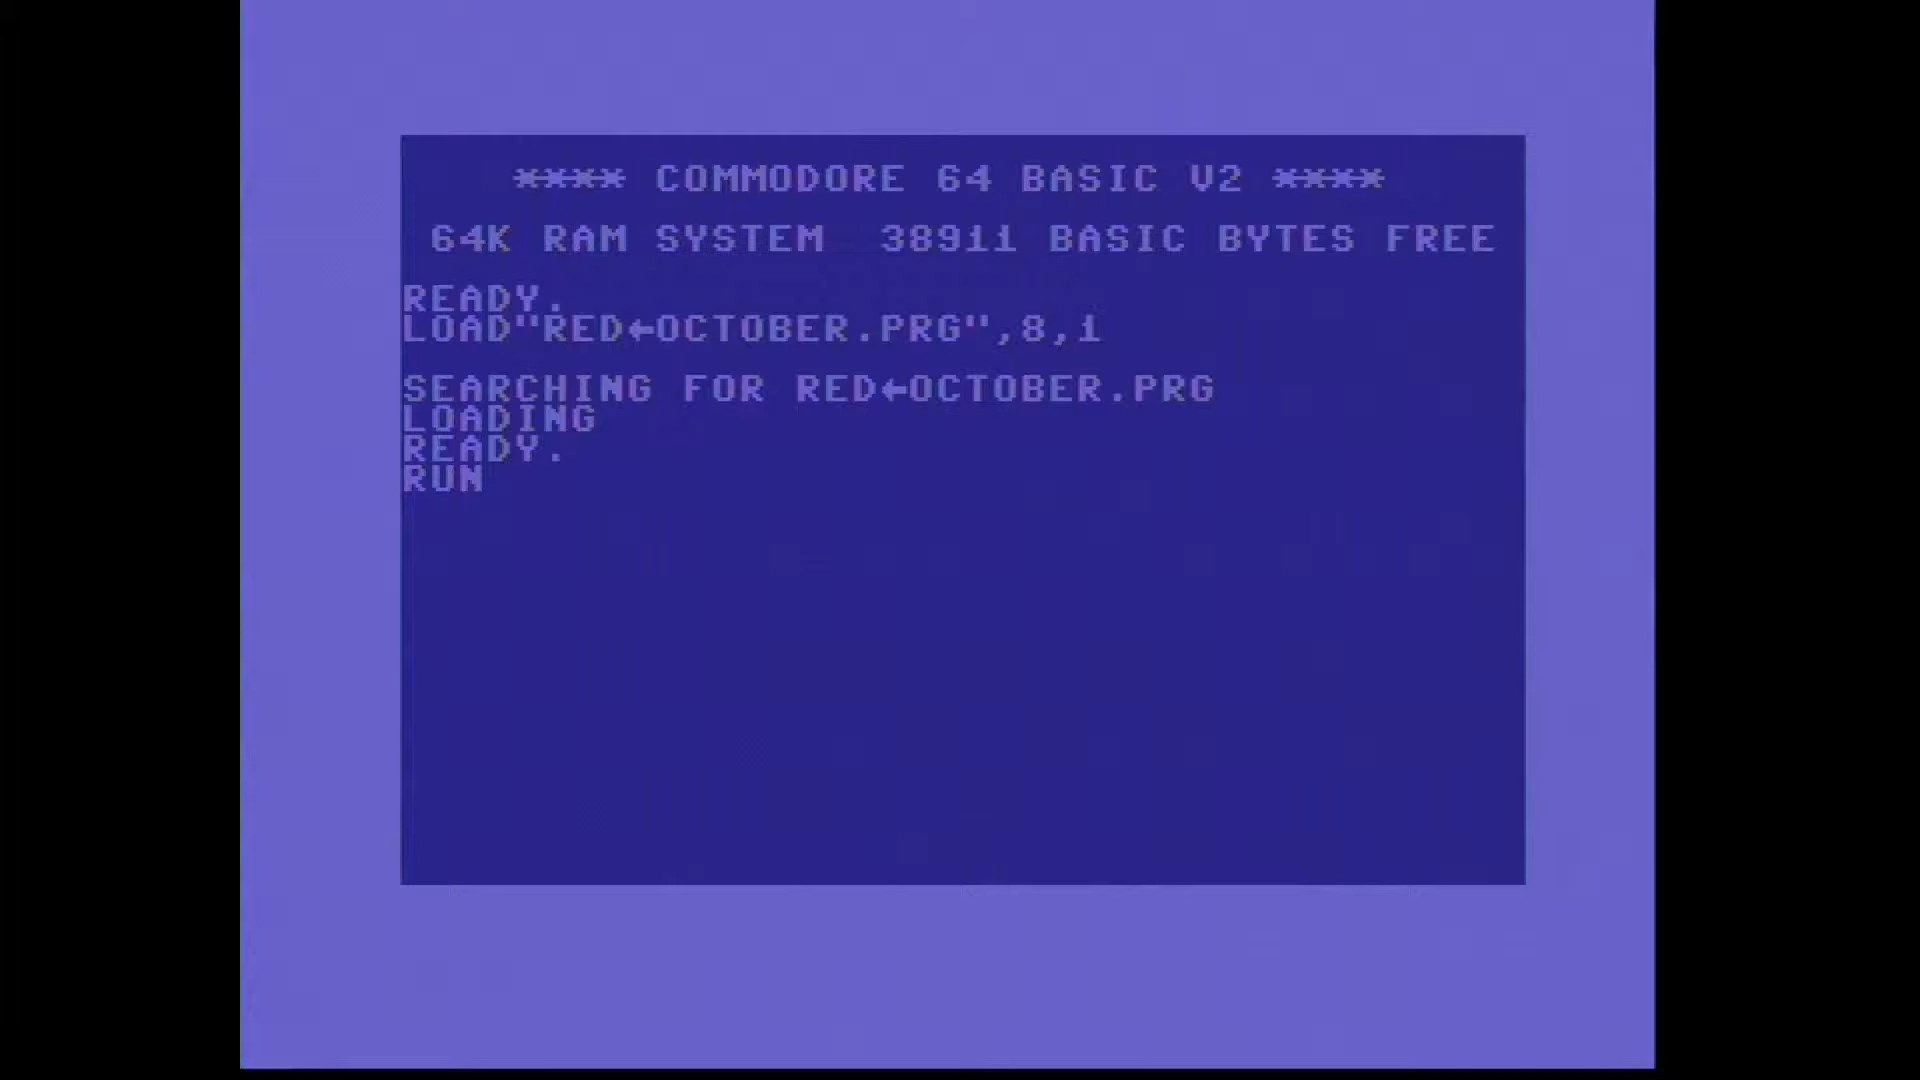 **** COMMODORE 64 BASIC V2 ****
64K RAM SYSTEM  38911 BASIC BYTES FREE
READY.
LOAD"RED←OCTOBER.PRG",8,1
SEARCHING FOR RED←OCTOBER.PRG
LOADING
READY.
RUN